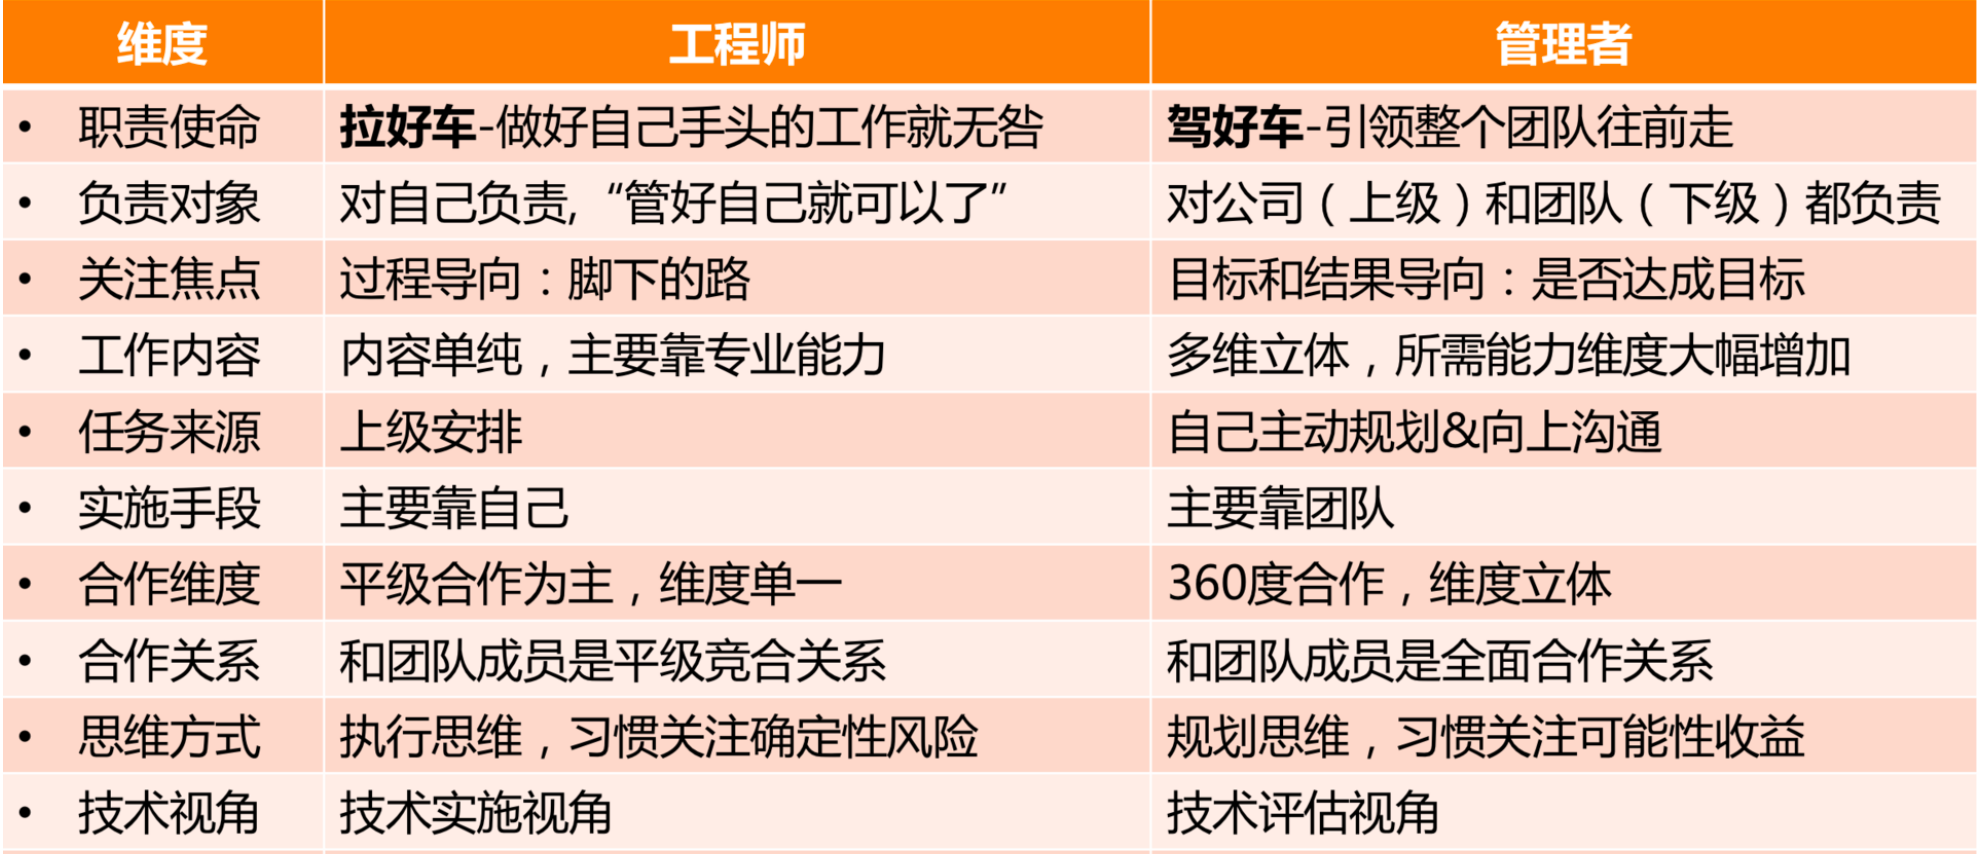 维度 工程师 管理者
• 职责使命 拉好车-做好自己手头的工作就无咎 驾好车-引领整个团队往前走
• 负责对象 对自己负责，“管好自己就可以了” 对公司（上级）和团队（下级）都负责
• 关注焦点 过程导向：脚下的路 目标和结果导向：是否达成目标
• 工作内容 内容单纯，主要靠专业能力 多维立体，所需能力维度大幅增加
• 任务来源 上级安排 自己主动规划&向上沟通
• 实施手段 主要靠自己 主要靠团队
• 合作维度 平级合作为主，维度单一 360度合作，维度立体
• 合作关系 和团队成员是平级竞合关系 和团队成员是全面合作关系
• 思维方式 执行思维，习惯关注确定性风险 规划思维，习惯关注可能性收益
• 技术视角 技术实施视角 技术评估视角